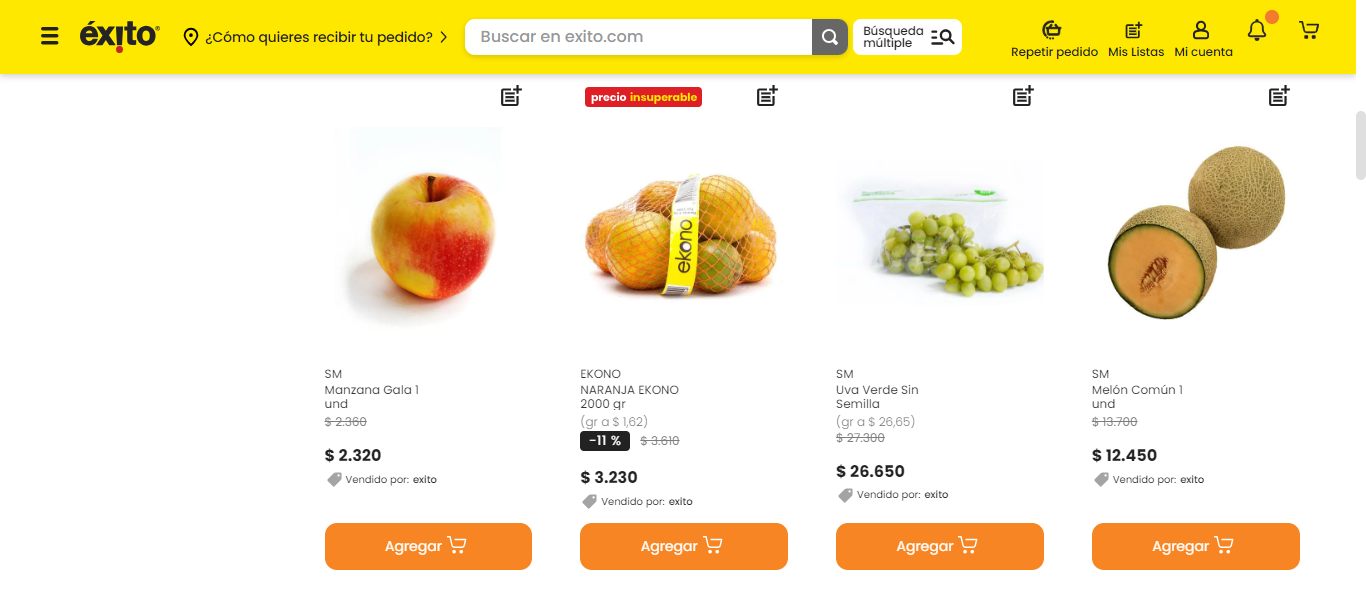 éxito
¿Cómo quieres recibir tu pedido?
Buscar en exito.com
Búsqueda
múltiple
Repetir pedido
Mis Listas
Mi cuenta
precio insuperable
ekono
SM
Manzana Gala 1
und
$ 2.360
$ 2.320
Vendido por: exito
Agregar
EKONO
NARANJA EKONO
2000 gr
(gr a $ 1,62)
-11 % $ 3.610
$ 3.230
Vendido por: exito
Agregar
SM
Uva Verde Sin
Semilla
(gr a $ 26,65)
$ 27.300
$ 26.650
Vendido por: exito
Agregar
SM
Melón Común 1
und
$ 13.700
$ 12.450
Vendido por: exito
Agregar